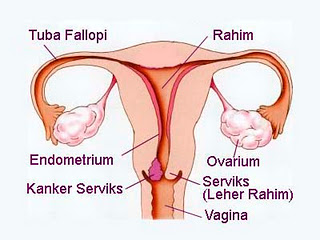 Tuba Fallopi
Rahim
Endometrium
Ovarium
Kanker Serviks
Serviks
(Leher Rahim)
Vagina